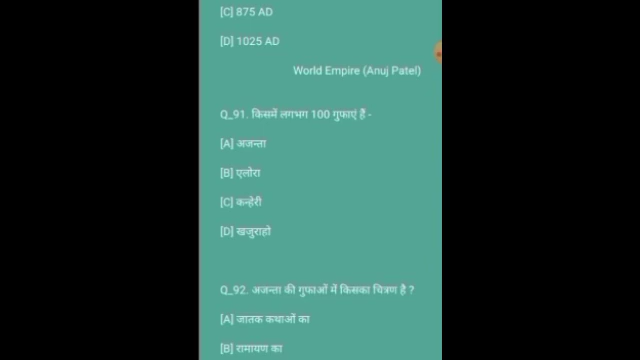 [C] 875 AD
[D] 1025 AD
World Empire (Anuj Patel)
Q_91. किसमें लगभग 100 गुफाएं हैं -
[A] अजन्ता
[B] एलोरा
[C] कन्हेरी
[D] खजुराहो
Q_92. अजन्ता की गुफाओं में किसका चित्रण है ?
[A] जातक कथाओं का
[B] रामायण का